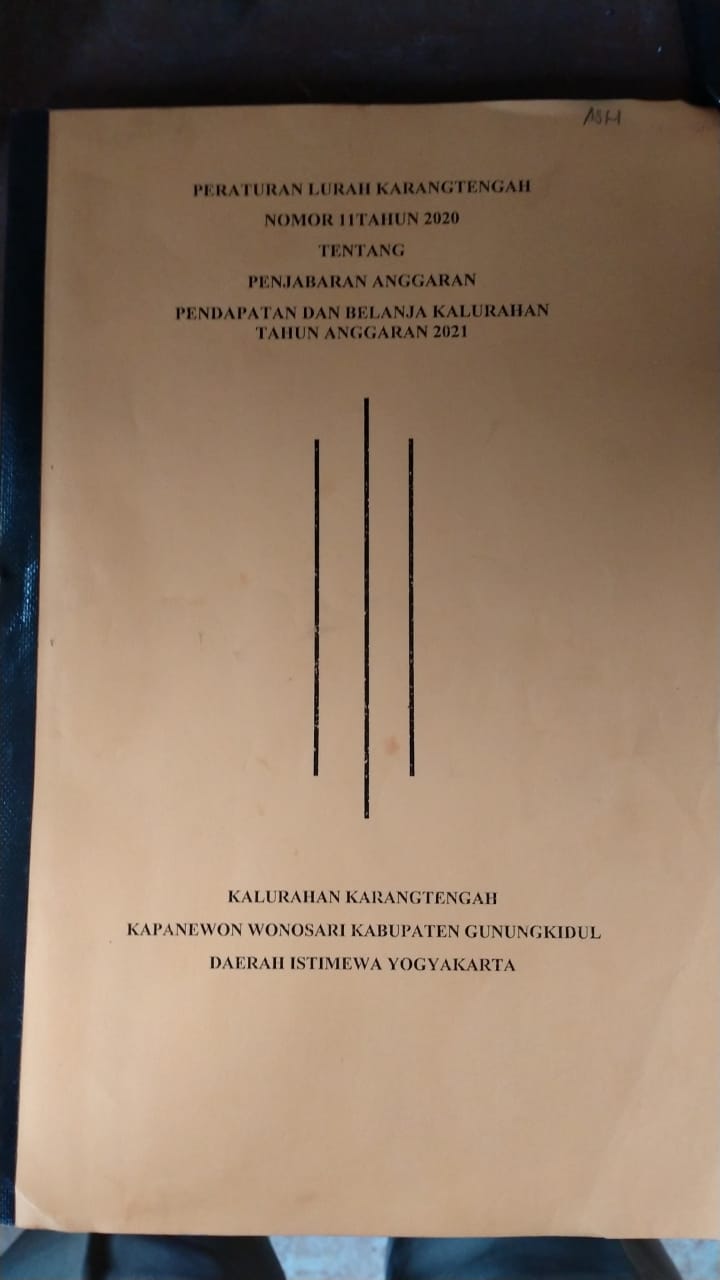 PERATURAN LURAH KARANGTENGAH
NOMOR 11TAHUN 2020
TENTANG
PENJABARAN ANGGARAN
PENDAPATAN DAN BELANJA KALURAHAN
TAHUN ANGGARAN 2021
KALURAHAN KARANGTENGAH
KAPANEWON WONOSARI KABUPATEN GUNUNGKIDUL
DAERAH ISTIMEWA YOGYAKARTA